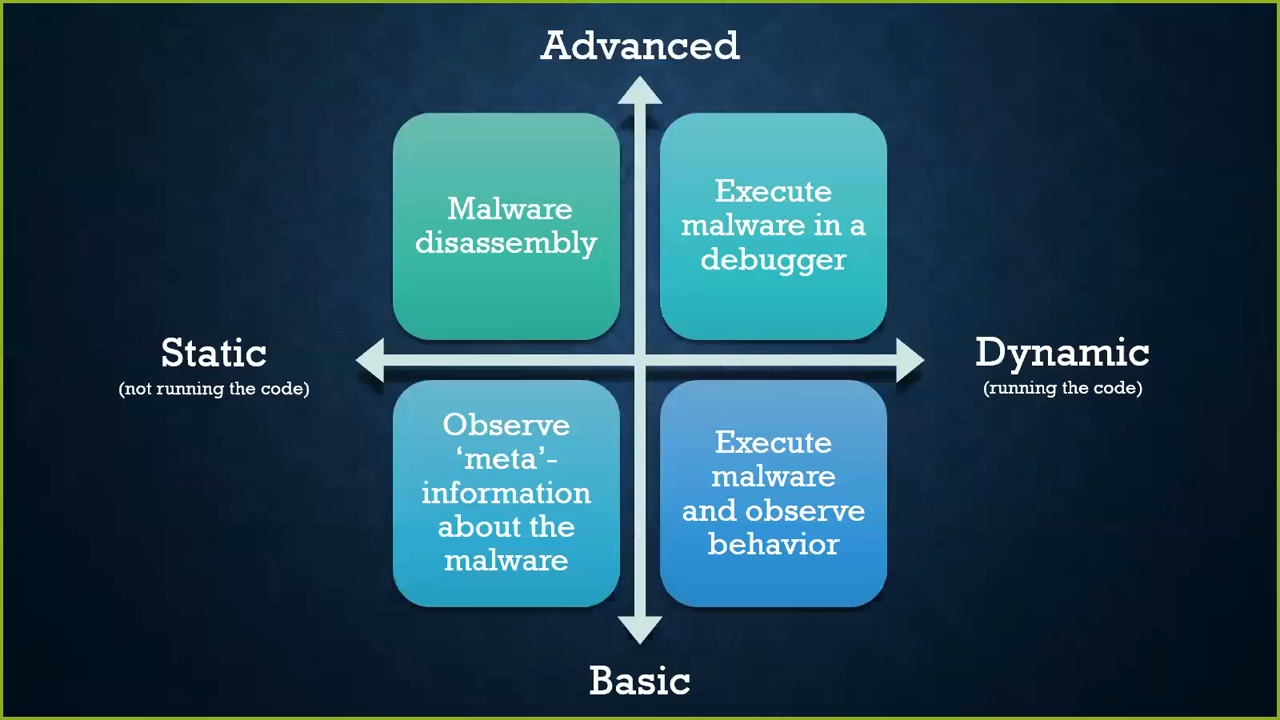 Advanced
Malware
disassembly
Execute
malware in a
debugger
Static
(not running the code)
Dynamic
(running the code)
Observe
‘meta’-
information
about the
malware
Execute
malware
and observe
behavior
Basic